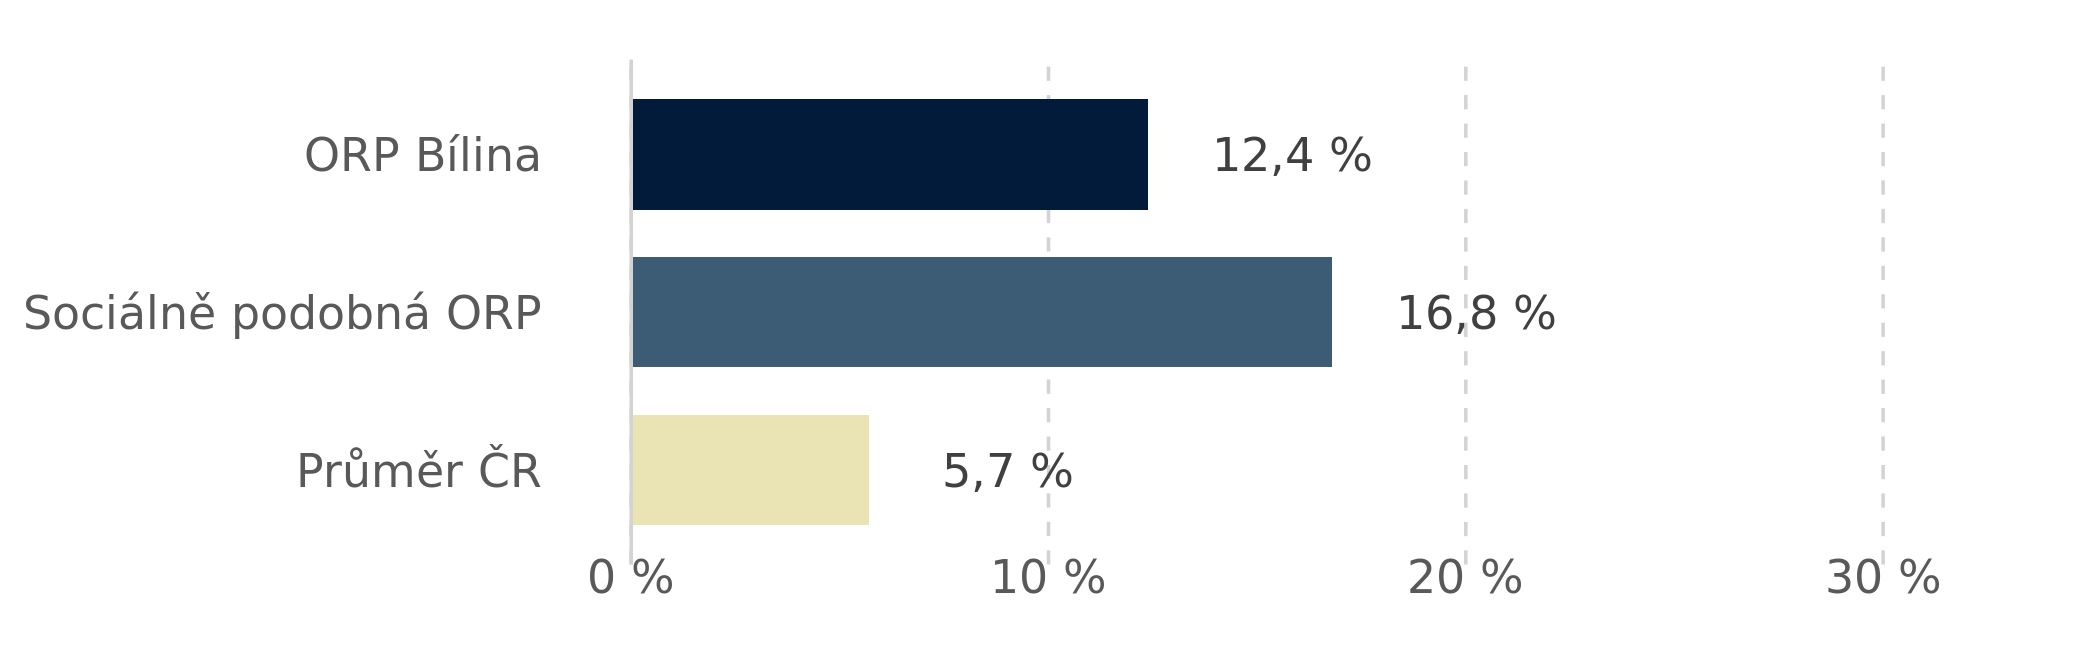 ORP Bílina
12,4 %
Sociálně podobná ORP
16,8 %
Průměr ČR
5,7 %
0 %
10 %
20 %
30 %